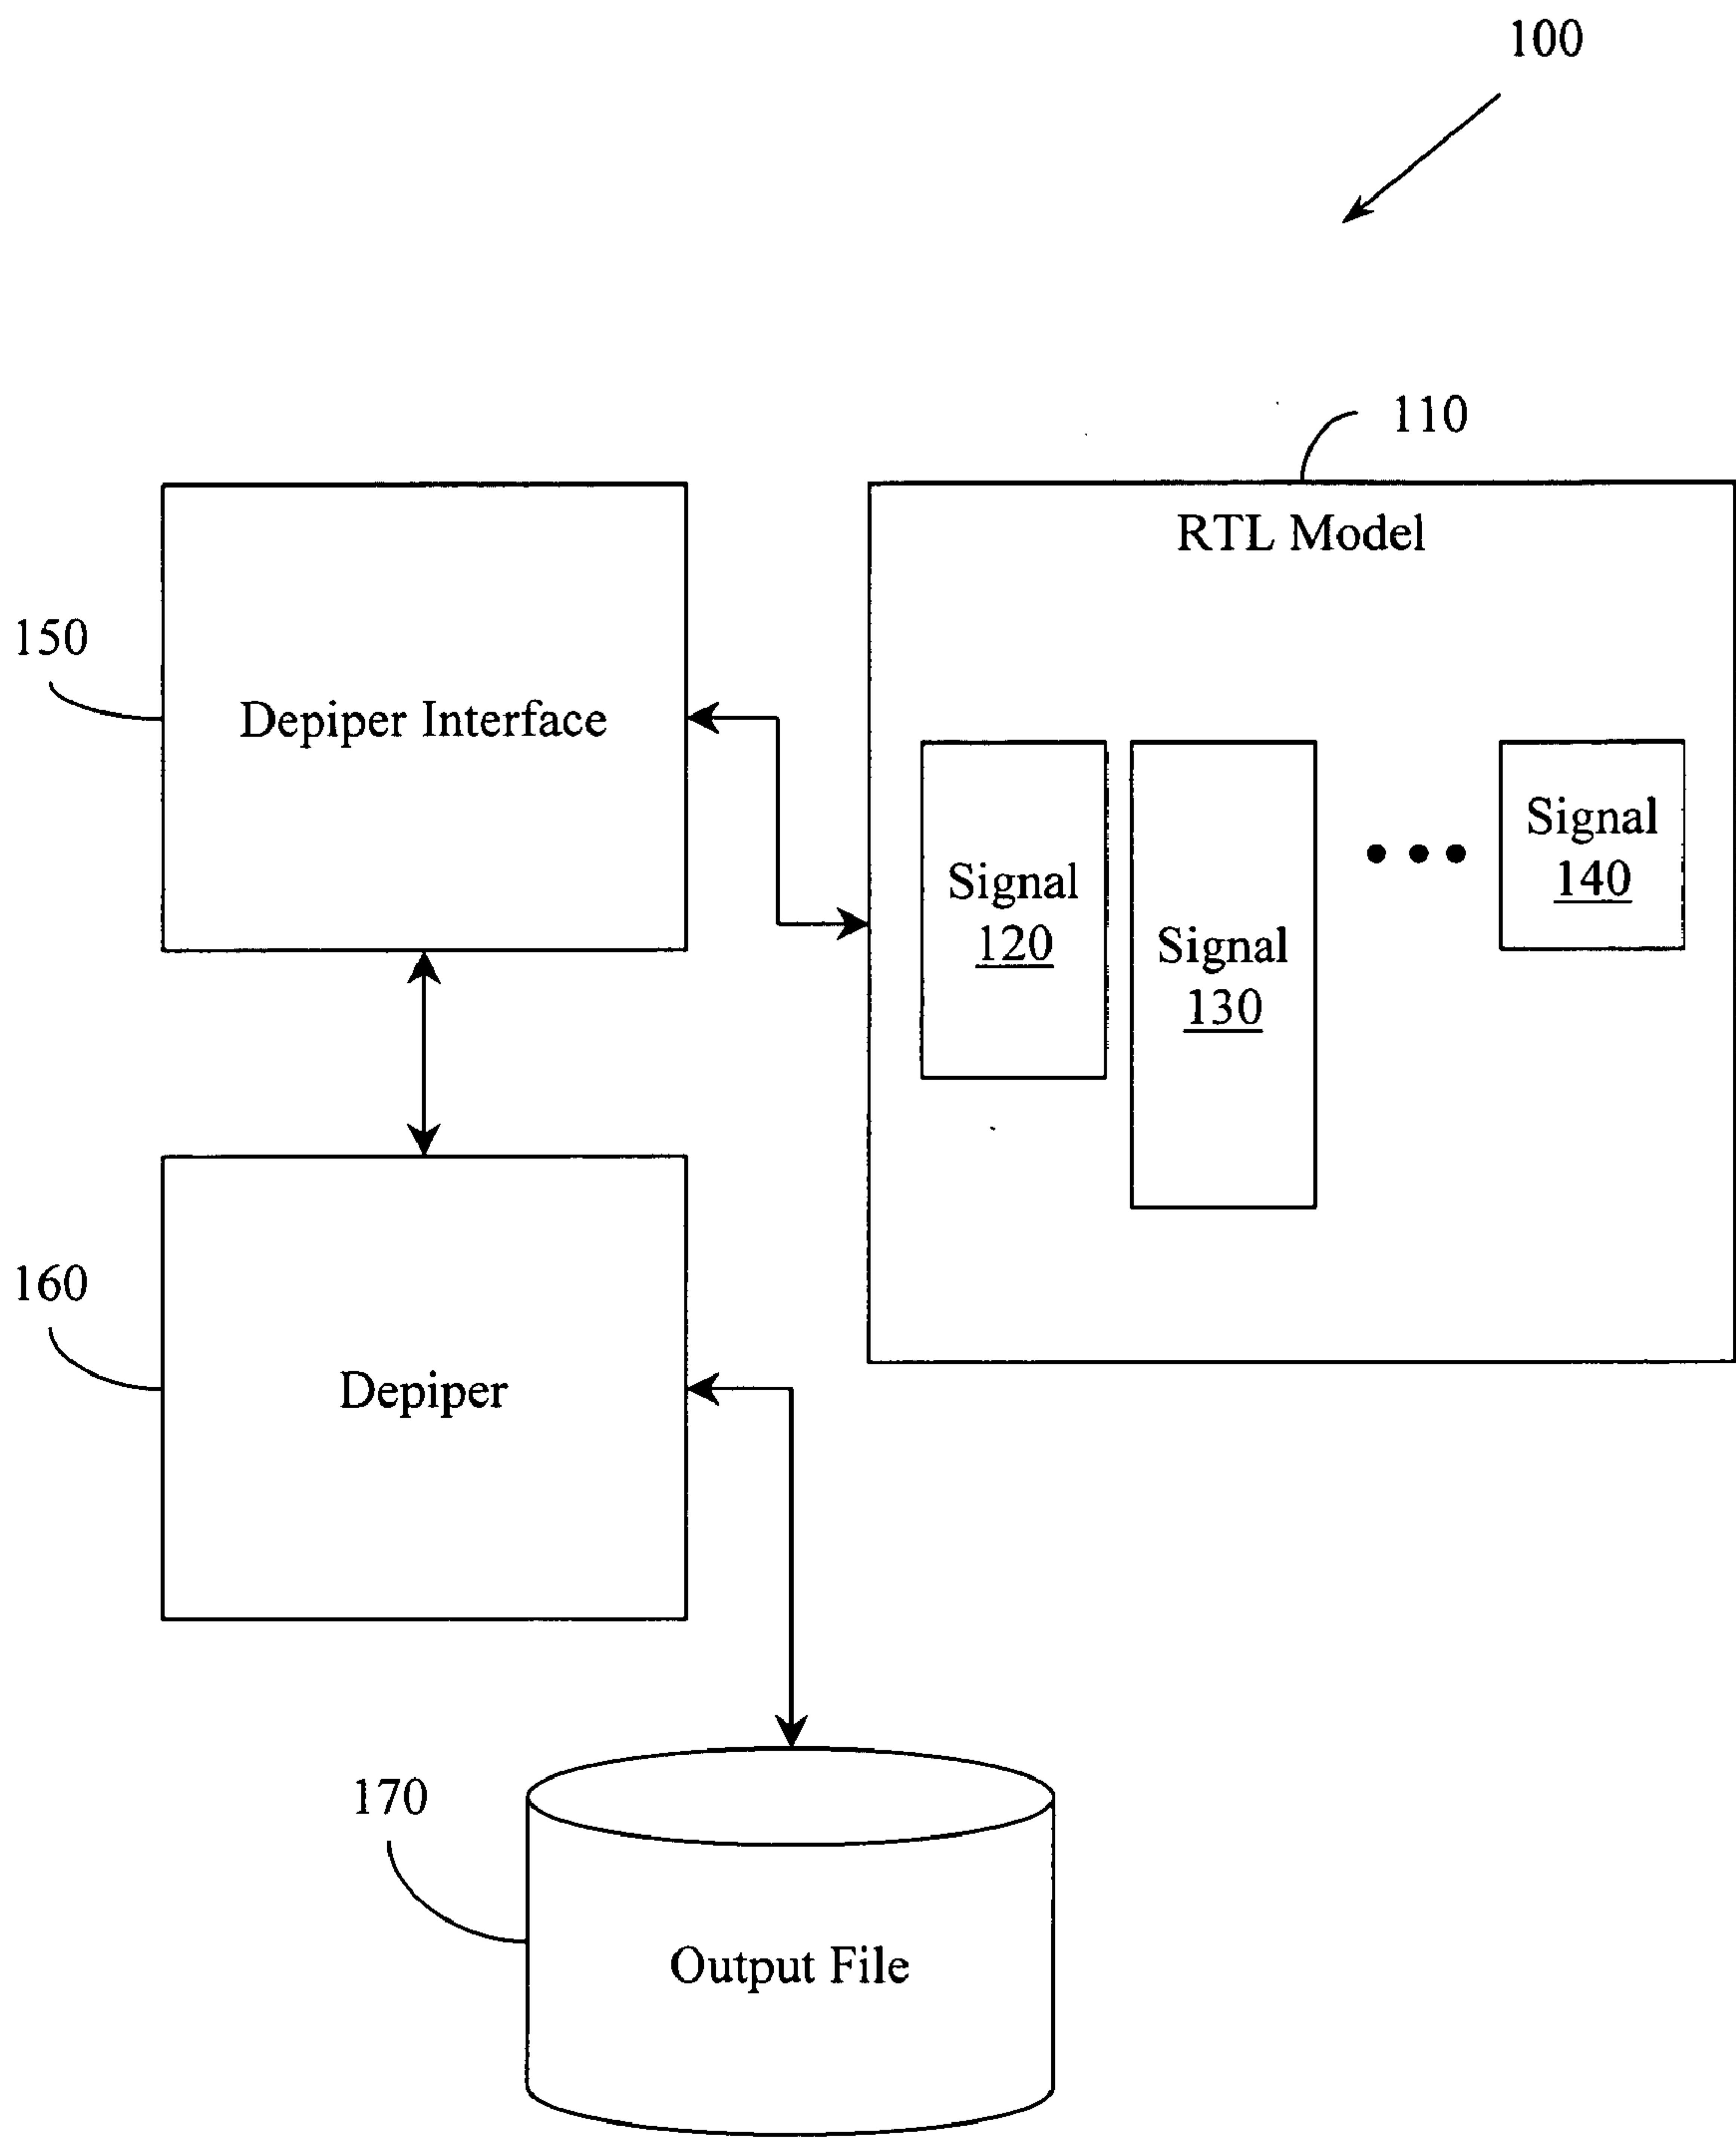 100
110
RTL Model
150
Depiper Interface
Signal
120
Signal
130
Signal
140
160
Depiper
170
Output File